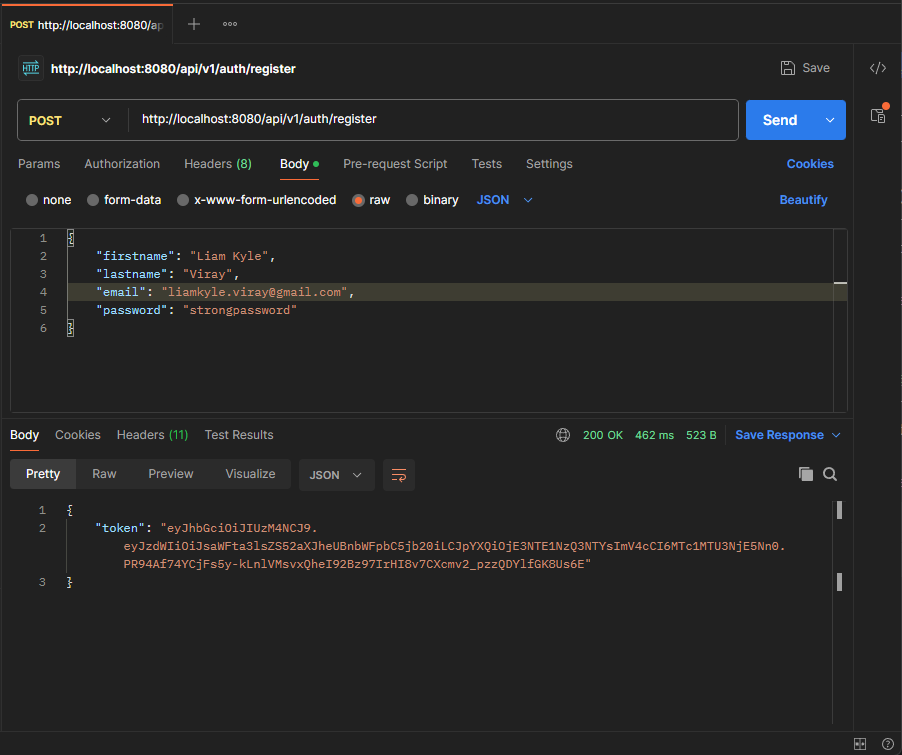 POST http://localhost:8080/ap
HTTP http://localhost:8080/api/v1/auth/register Save
POST http://localhost:8080/api/v1/auth/register Send
Params Authorization Headers (8) Body Pre-request Script Tests Settings Cookies
none form-data x-www-form-urlencoded raw binary JSON Beautify
1 {
2 "firstname": "Liam Kyle",
3 "lastname": "Viray",
4 "email": "liamkyle.viray@gmail.com",
5 "password": "strongpassword"
6 }
Body Cookies Headers (11) Test Results 200 OK 462 ms 523 B Save Response
Pretty Raw Preview Visualize JSON
1 {
2 "token": "eyJhbGciOiJIUzM4NCJ9.
eyJzdWIiOiJsaWFta3lsZS52aXJheUBnbWFpbC5jb20iLCJpYXQiOjE3NTE1NzQ3NTYsImV4cCI6MTc1MTU3NjE5Nn0.
PR94Af74YCjFs5y-kLnlVMsvxQheI92Bz97IrHI8v7CXcmv2_pzzQDYlfGK8Us6E"
3 }